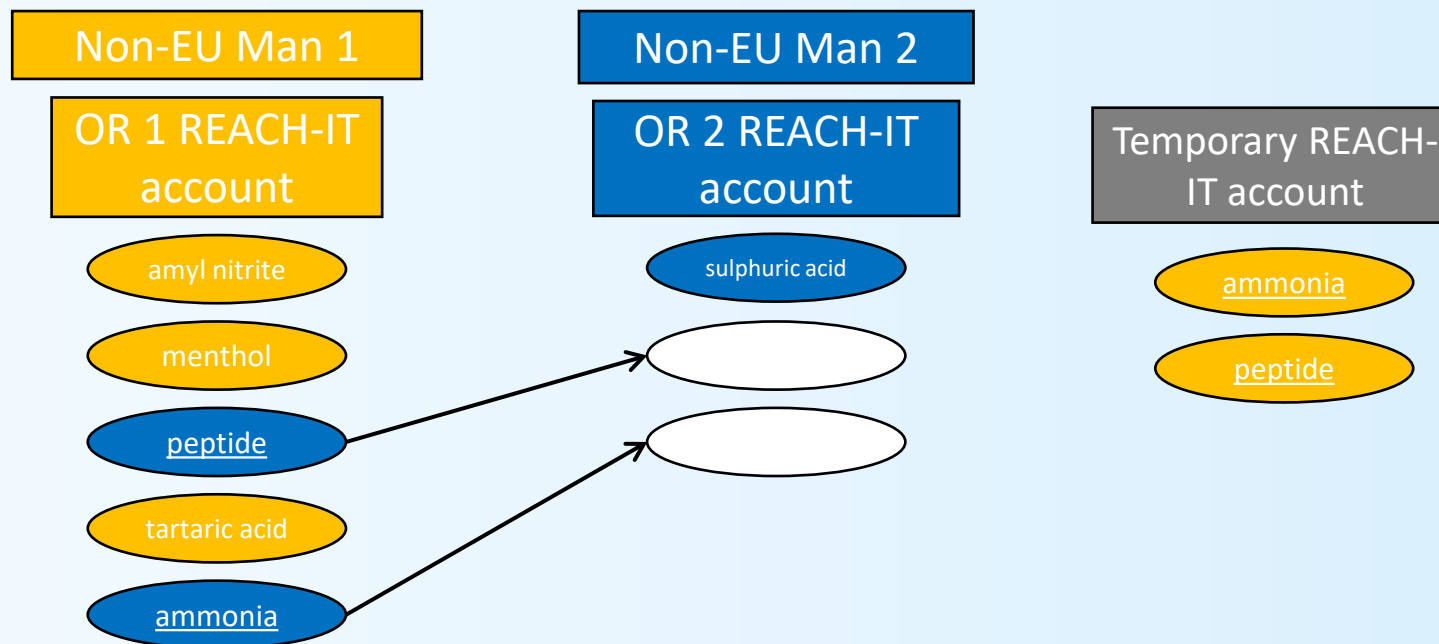 Non-EU Man 1
OR 1 REACH-IT
account
amyl nitrite
menthol
peptide
tartaric acid
ammonia
Non-EU Man 2
OR 2 REACH-IT
account
sulphuric acid
Temporary REACH-
IT account
ammonia
peptide